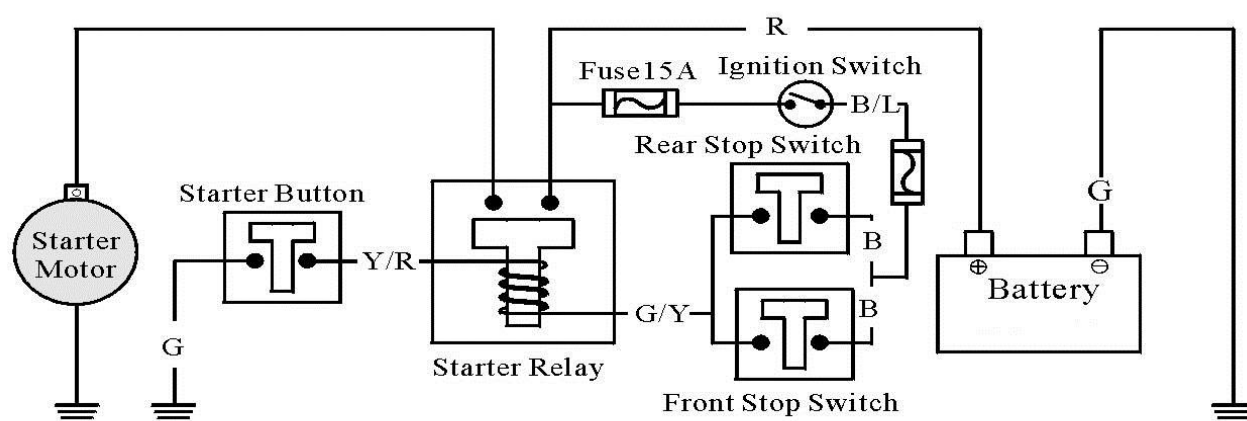 R
Fuse15A
Ignition Switch
B/L
Rear Stop Switch
Starter Button
G
Starter
Motor
Y/R
B
⊕
⊖
Battery
G/Y
B
G
Starter Relay
Front Stop Switch